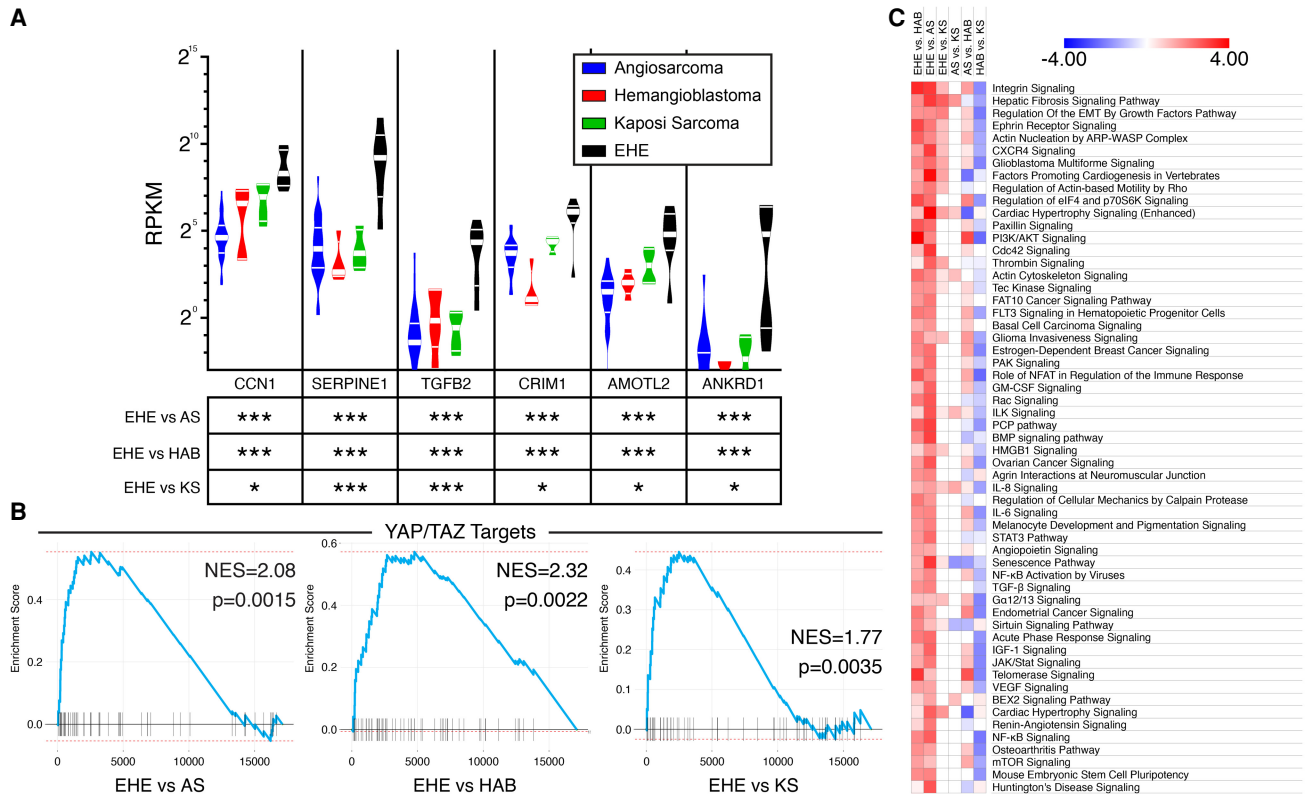 A
RPKM
2^15
2^10
2^5
2^0
Angiosarcoma
Hemangioblastoma
Kaposi Sarcoma
EHE
CCN1 SERPINE1 TGFB2 CRIM1 AMOTL2 ANKRD1
EHE vs AS *** *** *** *** *** ***
EHE vs HAB *** *** *** *** *** ***
EHE vs KS * *** *** * * *
B
YAP/TAZ Targets
Enrichment Score
0.4
0.2
0.0
NES=2.08
p=0.0015
0 5000 10000 15000
EHE vs AS
Enrichment Score
0.6
0.4
0.2
0.0
NES=2.32
p=0.0022
0 5000 10000 15000
EHE vs HAB
Enrichment Score
0.4
0.3
0.2
0.1
0.0
NES=1.77
p=0.0035
0 5000 10000 15000
EHE vs KS
C
EHE vs. HAB
EHE vs. AS
EHE vs. KS
AS vs. KS
AS vs. HAB
HAB vs. KS
-4.00 4.00
Integrin Signaling
Hepatic Fibrosis Signaling Pathway
Regulation Of the EMT By Growth Factors Pathway
Ephrin Receptor Signaling
Actin Nucleation by ARP-WASP Complex
CXCR4 Signaling
Glioblastoma Multiforme Signaling
Factors Promoting Cardiogenesis in Vertebrates
Regulation of Actin-based Motility by Rho
Regulation of eIF4 and p70S6K Signaling
Cardiac Hypertrophy Signaling (Enhanced)
Paxillin Signaling
PI3K/AKT Signaling
Cdc42 Signaling
Thrombin Signaling
Actin Cytoskeleton Signaling
Tec Kinase Signaling
FAT10 Cancer Signaling Pathway
FLT3 Signaling in Hematopoietic Progenitor Cells
Basal Cell Carcinoma Signaling
Glioma Invasiveness Signaling
Estrogen-Dependent Breast Cancer Signaling
PAK Signaling
Role of NFAT in Regulation of the Immune Response
GM-CSF Signaling
Rac Signaling
ILK Signaling
PCP pathway
BMP signaling pathway
HMGB1 Signaling
Ovarian Cancer Signaling
Agrin Interactions at Neuromuscular Junction
IL-8 Signaling
Regulation of Cellular Mechanics by Calpain Protease
IL-6 Signaling
Melanocyte Development and Pigmentation Signaling
STAT3 Pathway
Angiopoietin Signaling
Senescence Pathway
NF-κB Activation by Viruses
TGF-β Signaling
Gα12/13 Signaling
Endometrial Cancer Signaling
Sirtuin Signaling Pathway
Acute Phase Response Signaling
IGF-1 Signaling
JAK/Stat Signaling
Telomerase Signaling
VEGF Signaling
BEX2 Signaling Pathway
Cardiac Hypertrophy Signaling
Renin-Angiotensin Signaling
NF-κB Signaling
Osteoarthritis Pathway
mTOR Signaling
Mouse Embryonic Stem Cell Pluripotency
Huntington's Disease Signaling